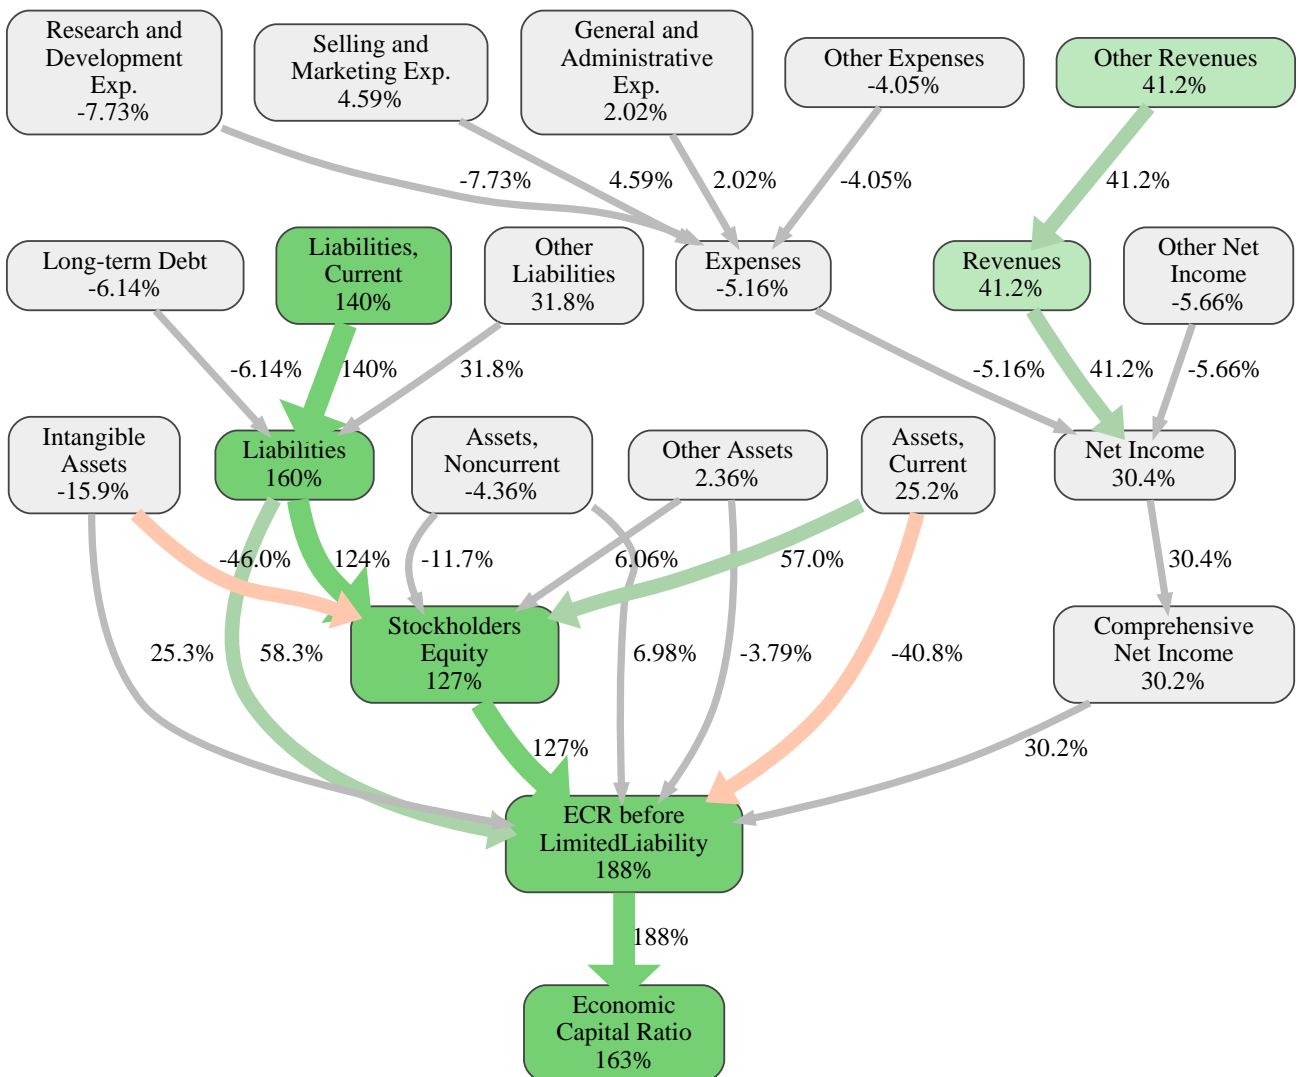 Research and
Development
Exp.
-7.73%
Selling and
Marketing Exp.
4.59%
General and
Administrative
Exp.
2.02%
Other Expenses
-4.05%
Other Revenues
41.2%
-7.73%
4.59%
2.02%
-4.05%
41.2%
Long-term Debt
-6.14%
Liabilities,
Current
140%
Other
Liabilities
31.8%
Expenses
-5.16%
Revenues
41.2%
Other Net
Income
-5.66%
-6.14%
140%
31.8%
-5.16%
41.2%
-5.66%
Intangible
Assets
-15.9%
Liabilities
160%
Assets,
Noncurrent
-4.36%
Other Assets
2.36%
Assets,
Current
25.2%
Net Income
30.4%
-46.0%
124%
-11.7%
6.06%
57.0%
30.4%
Stockholders
Equity
127%
Comprehensive
Net Income
30.2%
25.3%
58.3%
6.98%
-3.79%
-40.8%
127%
30.2%
ECR before
LimitedLiability
188%
188%
Economic
Capital Ratio
163%